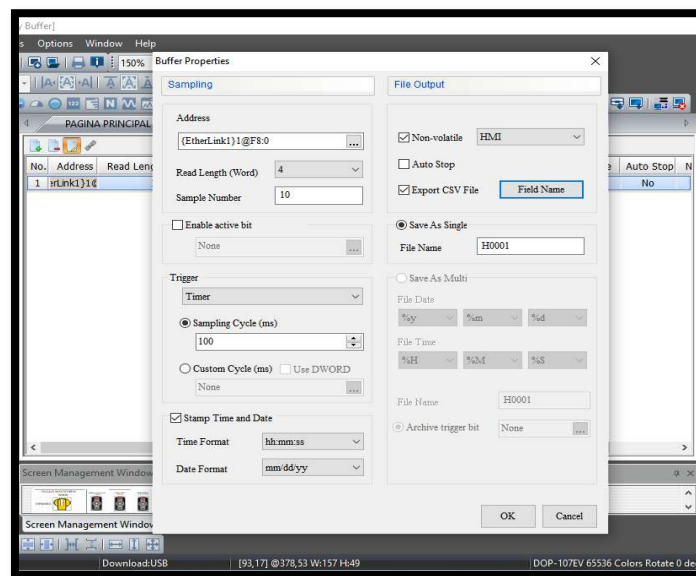 Buffer]
Options Window Help
150%
PAGINA PRINCIPAL
No. Address Read Leng
1 erLink1}1@
Auto Stop N
No
Buffer Properties
Sampling
Address
{EtherLink1}1@F8:0 ...
Read Length (Word) 4
Sample Number 10
Enable active bit
None ...
Trigger
Timer
Sampling Cycle (ms)
100
Custom Cycle (ms) Use DWORD
None ...
Stamp Time and Date
Time Format hh:mm:ss
Date Format mm/dd/yy
File Output
Non-volatile HMI
Auto Stop
Export CSV File Field Name
Save As Single
File Name H0001
Save As Multi
File Date
%y %m %d
File Time
%H %M %S
File Name H0001
Archive trigger bit None ...
OK Cancel
Screen Management Window
Screen Management Windov
Download:USB [93,17] @378,53 W:157 H:49 DOP-107EV 65536 Colors Rotate 0 de